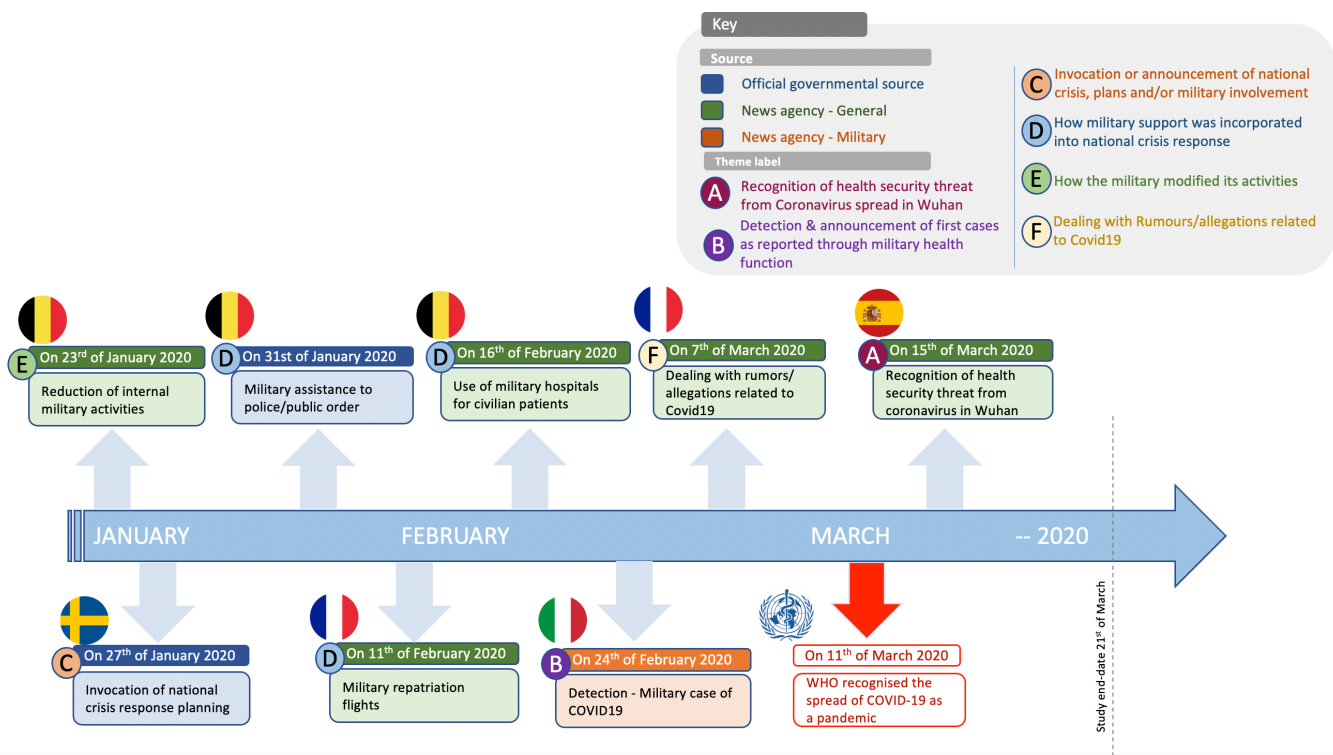 Key
Source
Official governmental source
News agency - General
News agency - Military
Theme label
A
Recognition of health security threat
from Coronavirus spread in Wuhan
B
Detection & announcement of first cases
as reported through military health
function
C
Invocation or announcement of national
crisis, plans and/or military involvement
D
How military support was incorporated
into national crisis response
E
How the military modified its activities
F
Dealing with Rumours/allegations related
to Covid19
E
On 23rd of January 2020
Reduction of internal
military activities
D
On 31st of January 2020
Military assistance to
police/public order
D
On 16th of February 2020
Use of military hospitals
for civilian patients
F
On 7th of March 2020
Dealing with rumors/
allegations related to
Covid19
A
On 15th of March 2020
Recognition of health
security threat from
coronavirus in Wuhan
JANUARY
FEBRUARY
MARCH
-- 2020
C
On 27th of January 2020
Invocation of national
crisis response planning
D
On 11th of February 2020
Military repatriation
flights
B
On 24th of February 2020
Detection - Military case of
COVID19
On 11th of March 2020
WHO recognised the
spread of COVID-19 as
a pandemic
Study end-date 21st of March